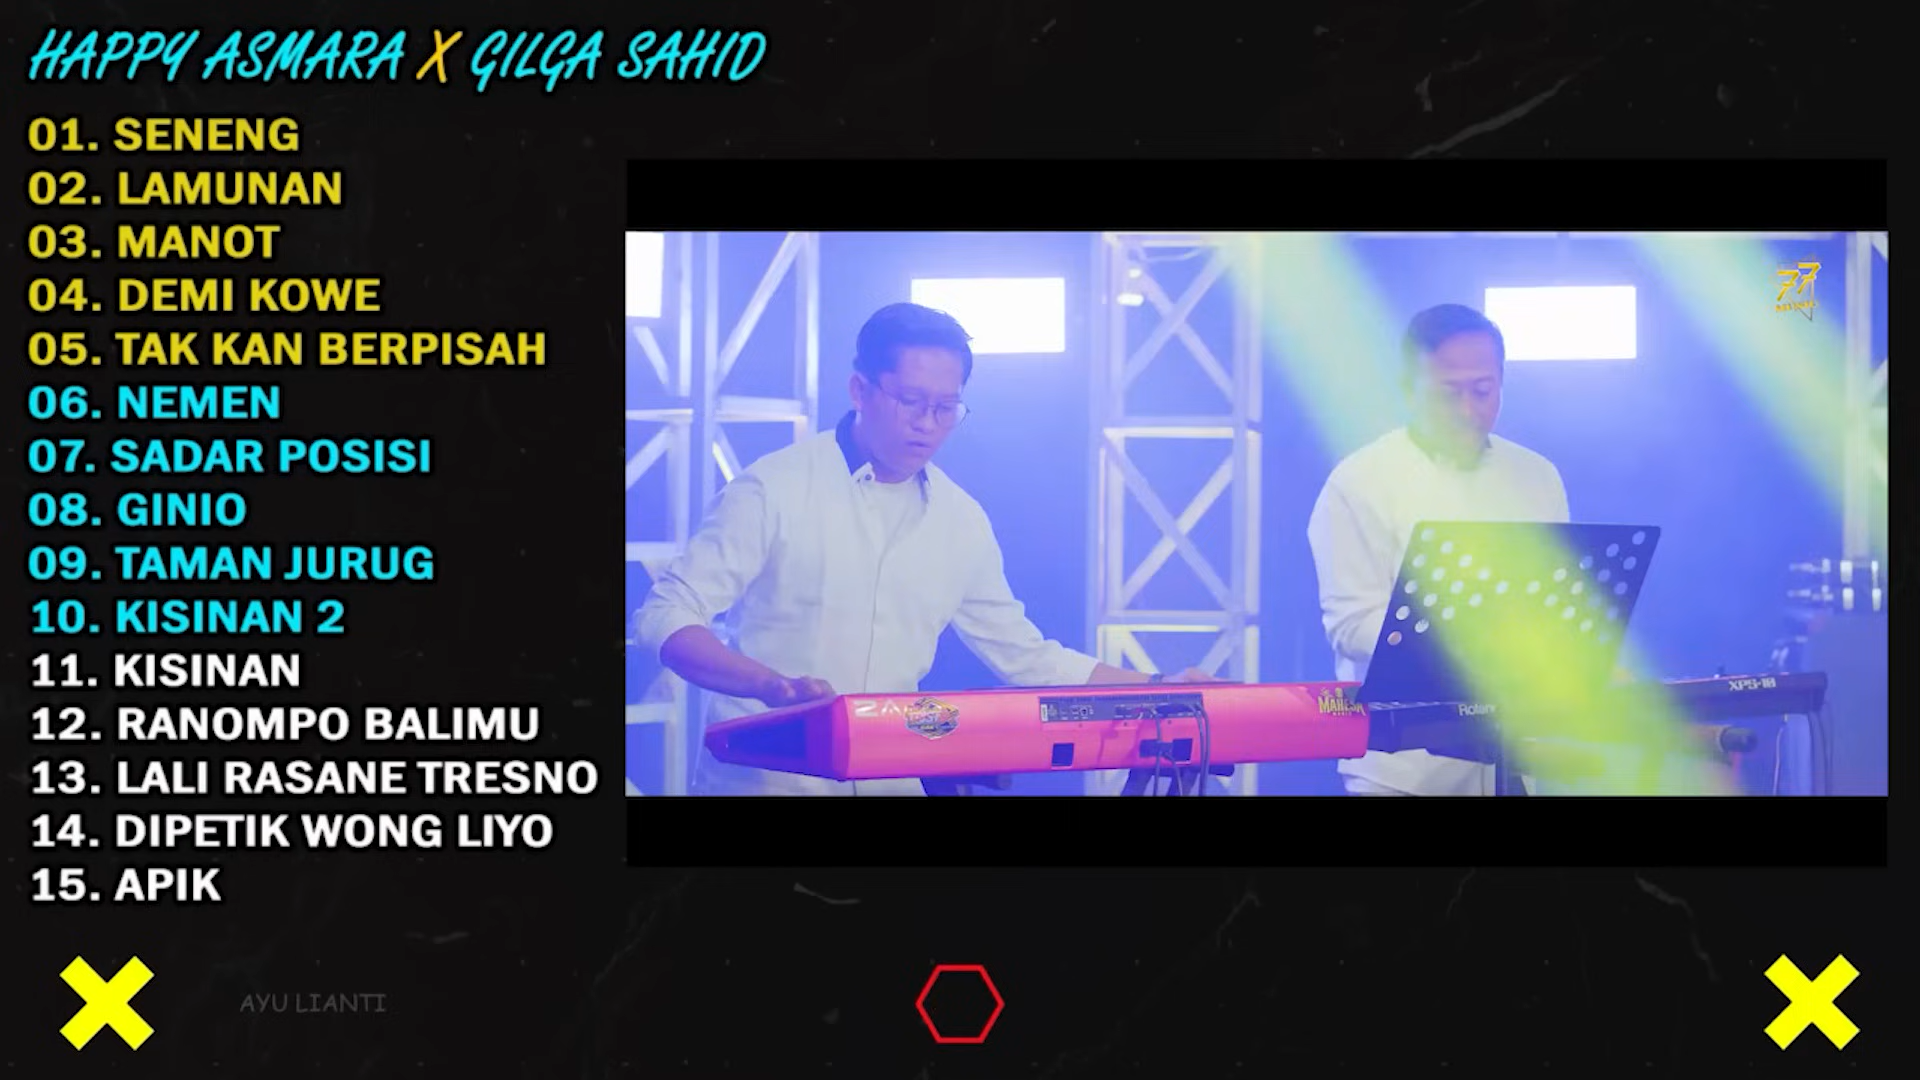 HAPPY ASMARA X GILGA SAHID
01. SENENG
02. LAMUNAN
03. MANOT
04. DEMI KOWE
05. TAK KAN BERPISAH
06. NEMEN
07. SADAR POSISI
08. GINIO
09. TAMAN JURUG
10. KISINAN 2
11. KISINAN
12. RANOMPO BALIMU
13. LALI RASANE TRESNO
14. DIPETIK WONG LIYO
15. APIK
77
MAHESA
MUSIC
Roland
XPS-10
AYU LIANTI